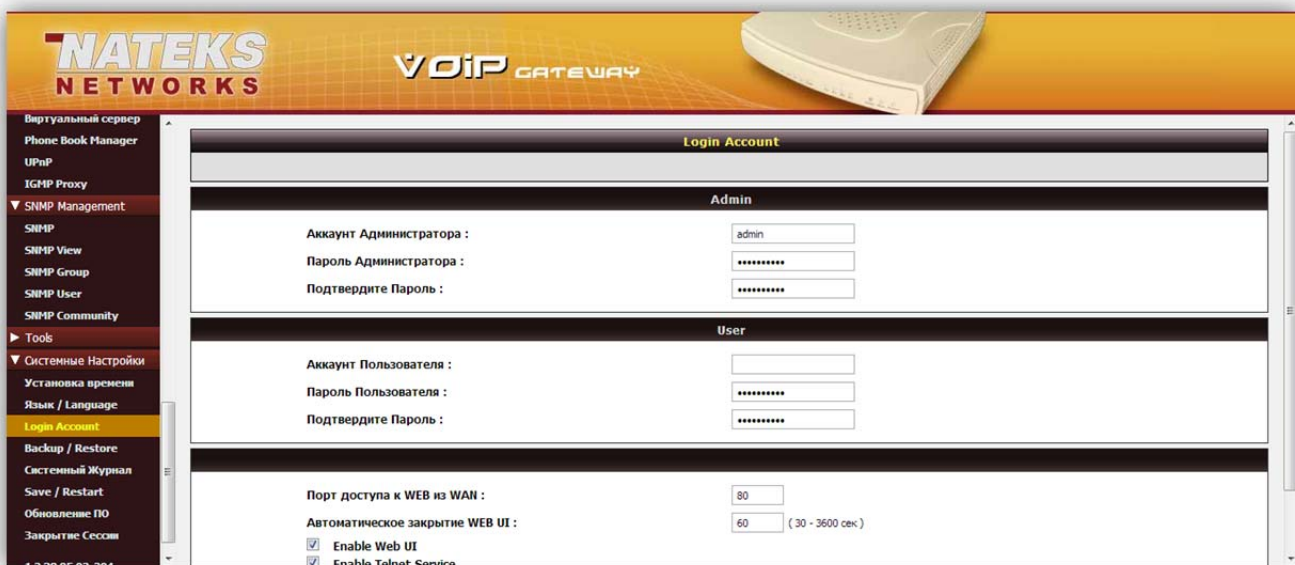 NATEKS
NETWORKS
VOIP GATEWAY
Виртуальный сервер
Phone Book Manager
UPnP
IGMP Proxy
SNMP Management
SNMP
SNMP View
SNMP Group
SNMP User
SNMP Community
Tools
Системные Настройки
Установка времени
Язык / Language
Login Account
Backup / Restore
Системный Журнал
Save / Restart
Обновление ПО
Закрытие Сессии
Login Account
Admin
Аккаунт Администратора : admin
Пароль Администратора : ••••••••••
Подтвердите Пароль : ••••••••••
User
Аккаунт Пользователя :
Пароль Пользователя : ••••••••••
Подтвердите Пароль : ••••••••••
Порт доступа к WEB из WAN : 80
Автоматическое закрытие WEB UI : 60 ( 30 - 3600 сек )
Enable Web UI
Enable Telnet Service